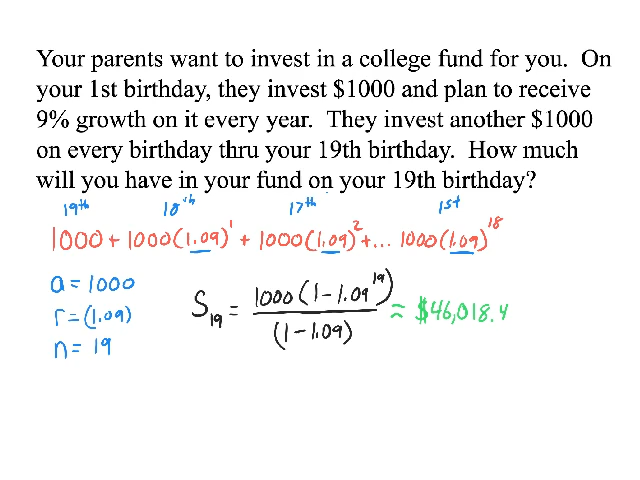 Your parents want to invest in a college fund for you. On
your 1st birthday, they invest $1000 and plan to receive
9% growth on it every year. They invest another $1000
on every birthday thru your 19th birthday. How much
will you have in your fund on your 19th birthday?
19th 18th 17th 1st
1000 + 1000(1.09)^1 + 1000(1.09)^2 + ... 1000(1.09)^18
a = 1000
r = (1.09)
n = 19
S_19 = 1000(1 - 1.09^19) / (1 - 1.09) ≈ $46,018.4